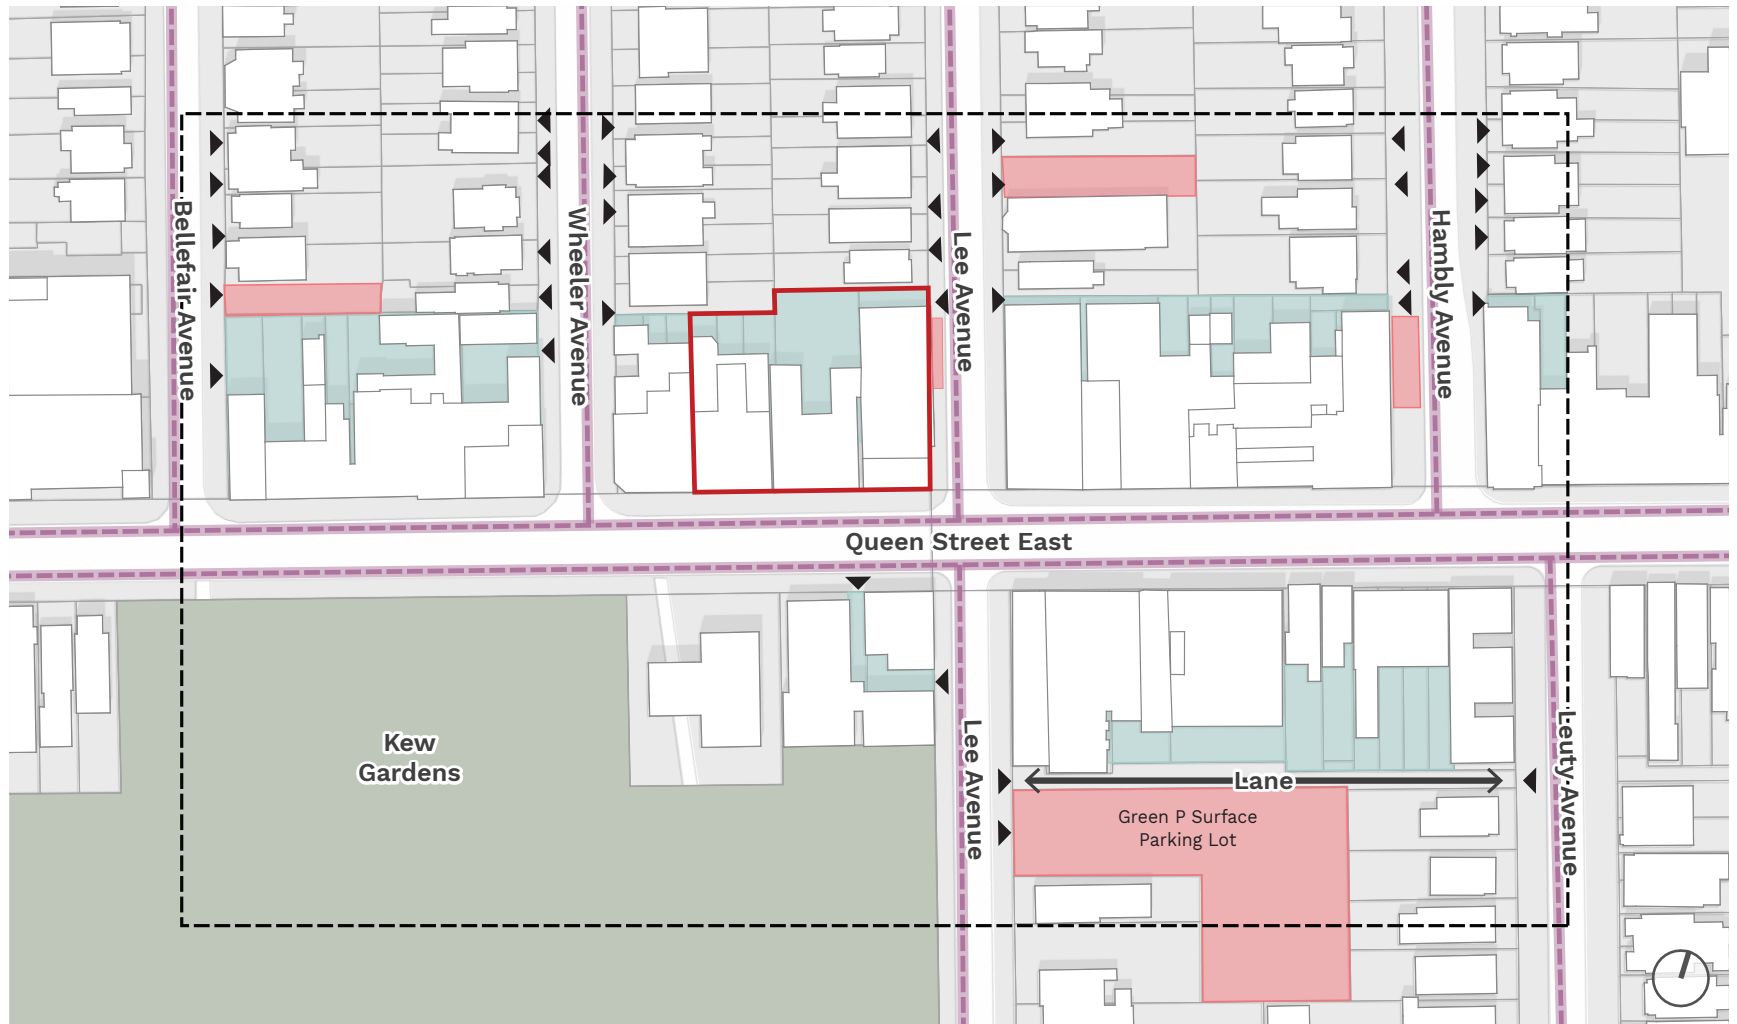 Bellefair Avenue
Wheeler Avenue
Lee Avenue
Hambly Avenue
Queen Street East
Kew
Gardens
Lee Avenue
Lane
Leuty Avenue
Green P Surface
Parking Lot